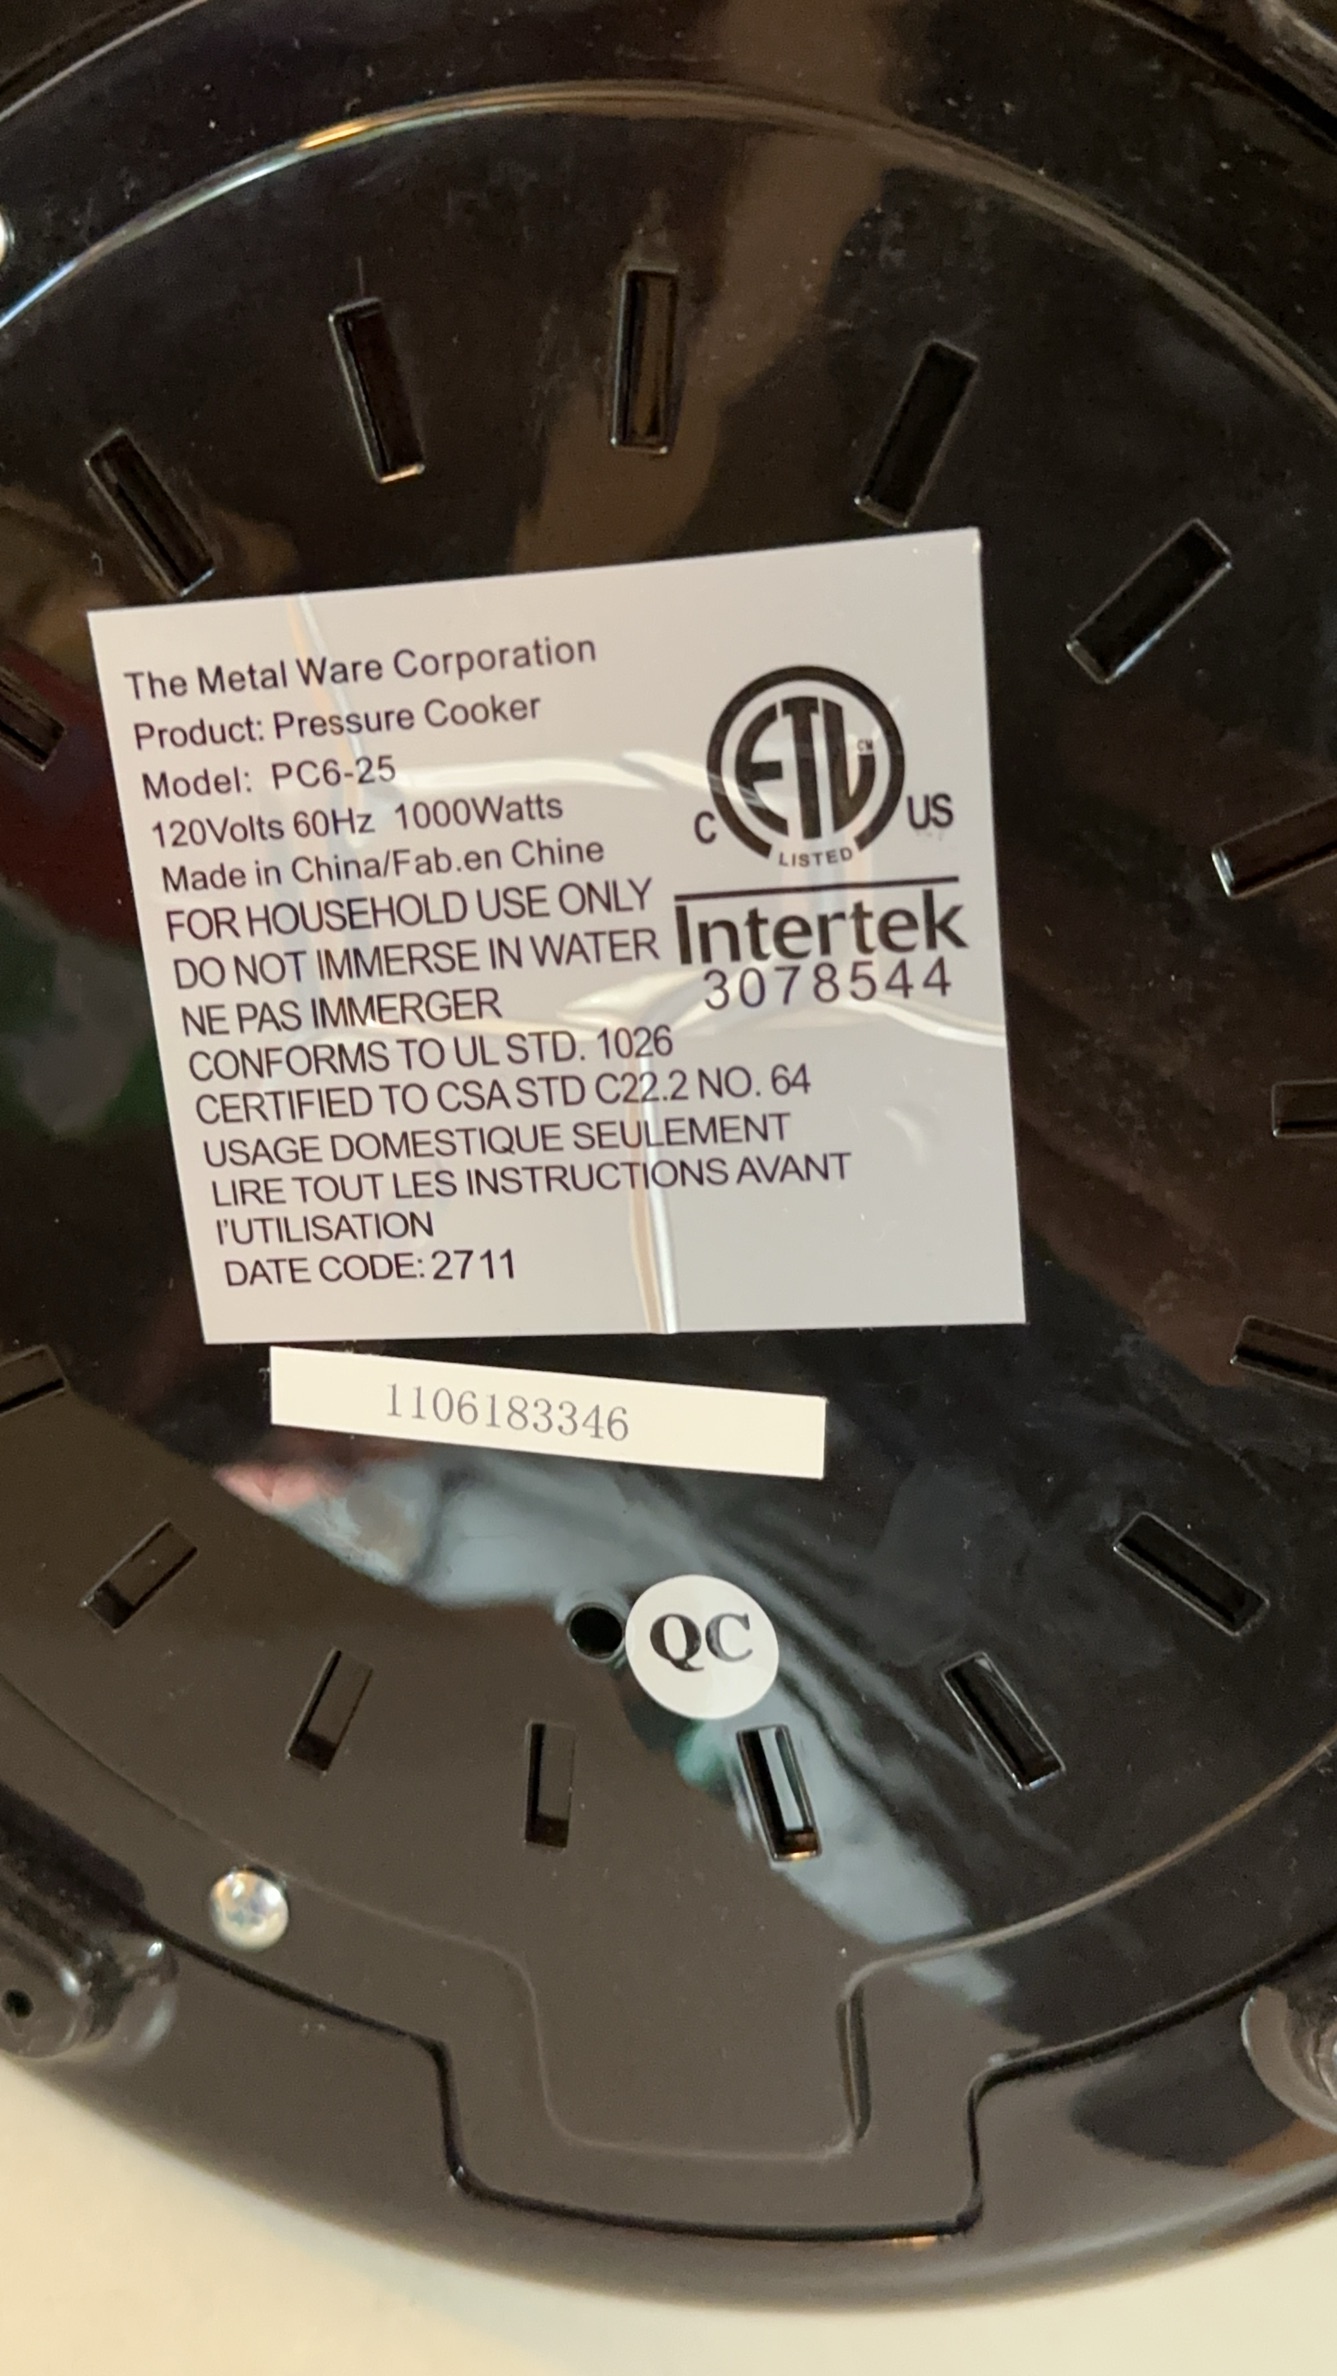 The Metal Ware Corporation
Product: Pressure Cooker
Model: PC6-25
120Volts 60Hz 1000Watts
Made in China/Fab.en Chine
FOR HOUSEHOLD USE ONLY
DO NOT IMMERSE IN WATER
NE PAS IMMERGER
CONFORMS TO UL STD. 1026
CERTIFIED TO CSA STD C22.2 NO. 64
USAGE DOMESTIQUE SEULEMENT
LIRE TOUT LES INSTRUCTIONS AVANT
l'UTILISATION
DATE CODE: 2711
ETL CM
C US
LISTED
Intertek
3078544
1106183346
QC